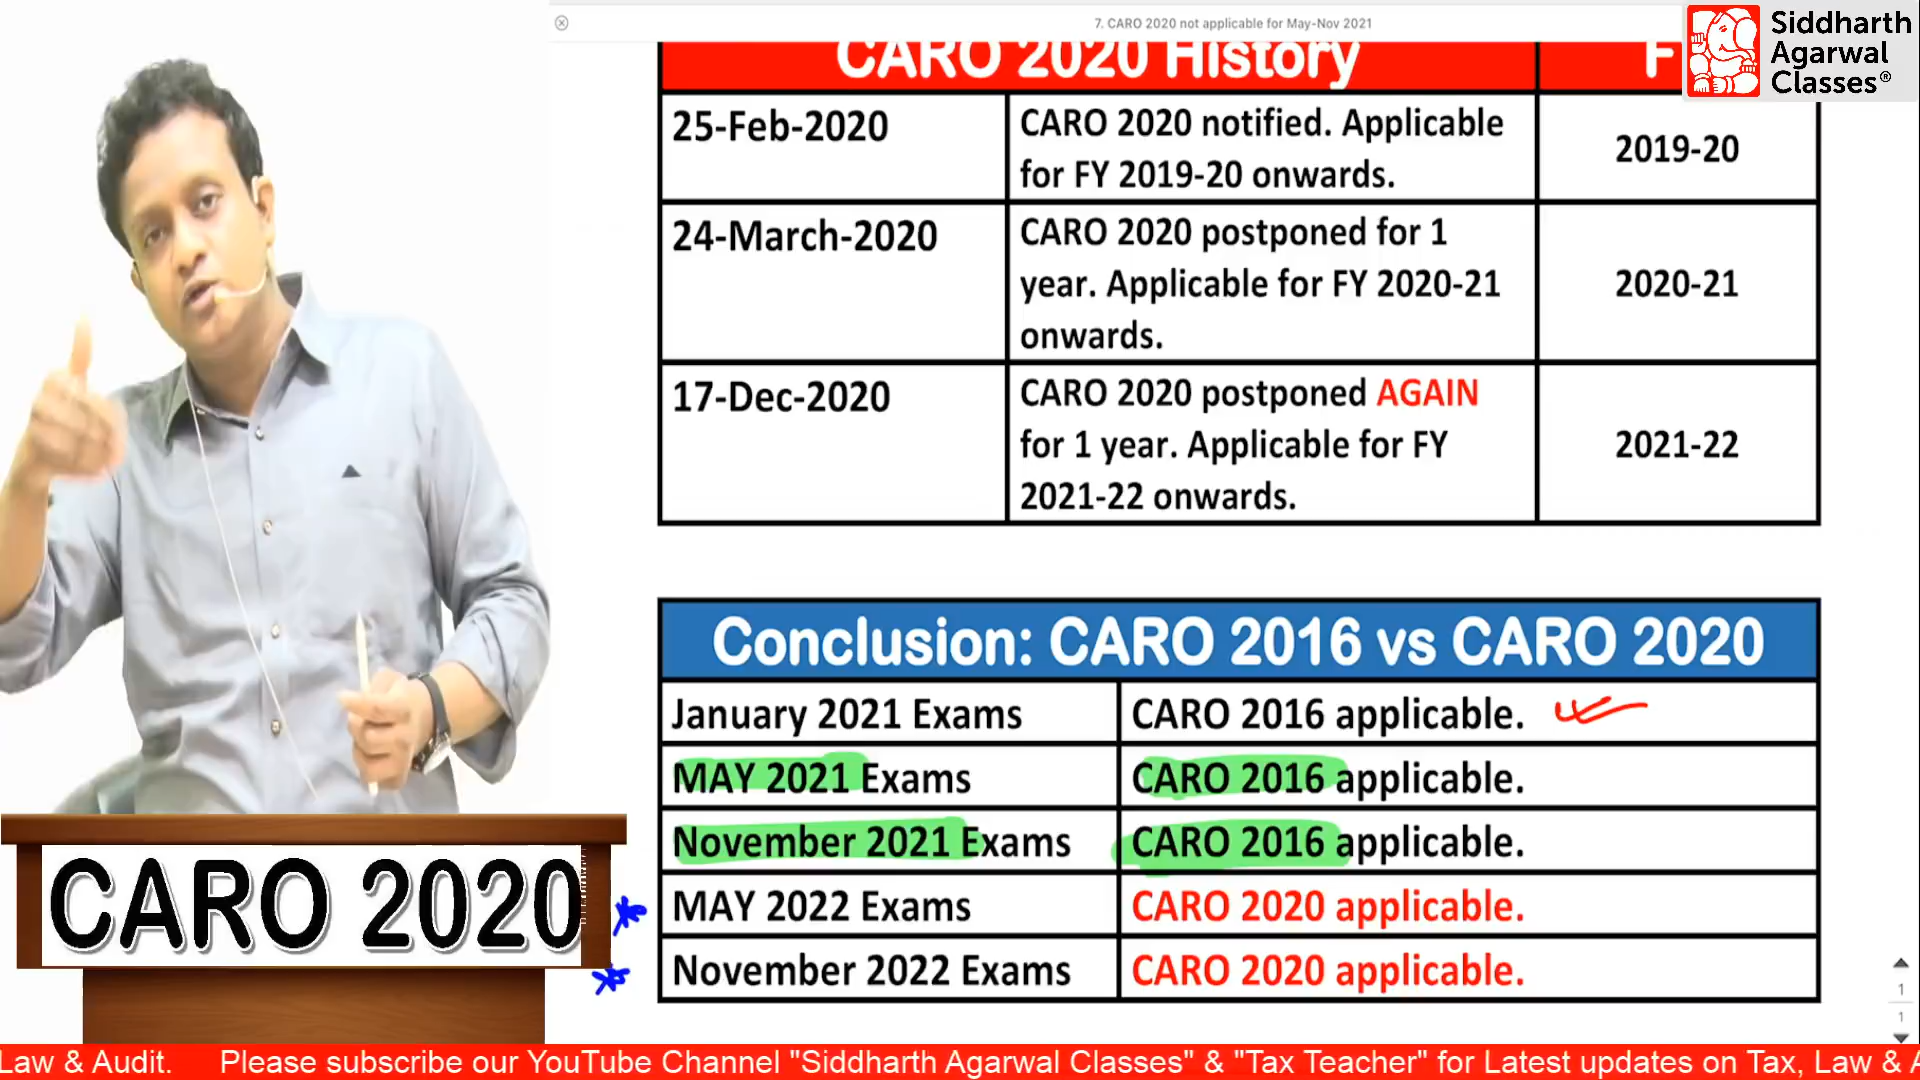 7. CARO 2020 not applicable for May-Nov 2021
Siddharth
Agarwal
Classes®
CARO 2020 History
F
25-Feb-2020
CARO 2020 notified. Applicable
for FY 2019-20 onwards.
2019-20
24-March-2020
CARO 2020 postponed for 1
year. Applicable for FY 2020-21
onwards.
2020-21
17-Dec-2020
CARO 2020 postponed AGAIN
for 1 year. Applicable for FY
2021-22 onwards.
2021-22
Conclusion: CARO 2016 vs CARO 2020
January 2021 Exams
CARO 2016 applicable.
MAY 2021 Exams
CARO 2016 applicable.
November 2021 Exams
CARO 2016 applicable.
MAY 2022 Exams
CARO 2020 applicable.
November 2022 Exams
CARO 2020 applicable.
CARO 2020
1
1
Law & Audit. Please subscribe our YouTube Channel "Siddharth Agarwal Classes" & "Tax Teacher" for Latest updates on Tax, Law & A